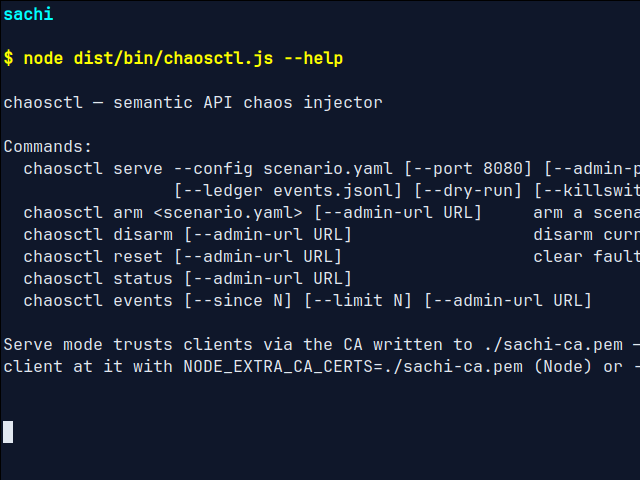 sachi
$ node dist/bin/chaosctl.js --help
chaosctl — semantic API chaos injector
Commands:
chaosctl serve --config scenario.yaml [--port 8080] [--admin-p
[--ledger events.jsonl] [--dry-run] [--killswit
chaosctl arm <scenario.yaml> [--admin-url URL] arm a scena
chaosctl disarm [--admin-url URL] disarm curr
chaosctl reset [--admin-url URL] clear fault
chaosctl status [--admin-url URL]
chaosctl events [--since N] [--limit N] [--admin-url URL]
Serve mode trusts clients via the CA written to ./sachi-ca.pem —
client at it with NODE_EXTRA_CA_CERTS=./sachi-ca.pem (Node) or -